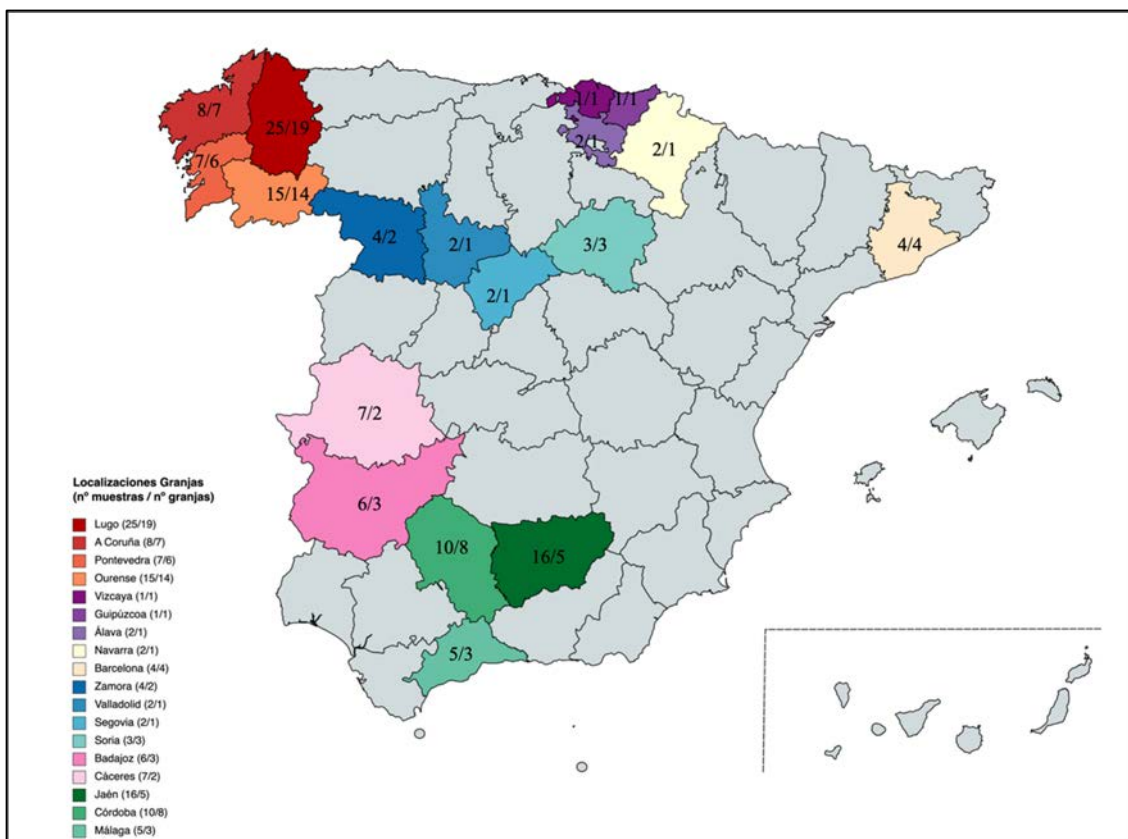 8/7
25/19
7/6
15/14
1/1
1/1
2/1
2/1
4/2
2/1
2/1
3/3
4/4
7/2
6/3
10/8
16/5
5/3
Localizaciones Granjas
(nº muestras / nº granjas)
Lugo (25/19)
A Coruña (8/7)
Pontevedra (7/6)
Ourense (15/14)
Vizcaya (1/1)
Guipúzcoa (1/1)
Álava (2/1)
Navarra (2/1)
Barcelona (4/4)
Zamora (4/2)
Valladolid (2/1)
Segovia (2/1)
Soria (3/3)
Badajoz (6/3)
Cáceres (7/2)
Jaén (16/5)
Córdoba (10/8)
Málaga (5/3)